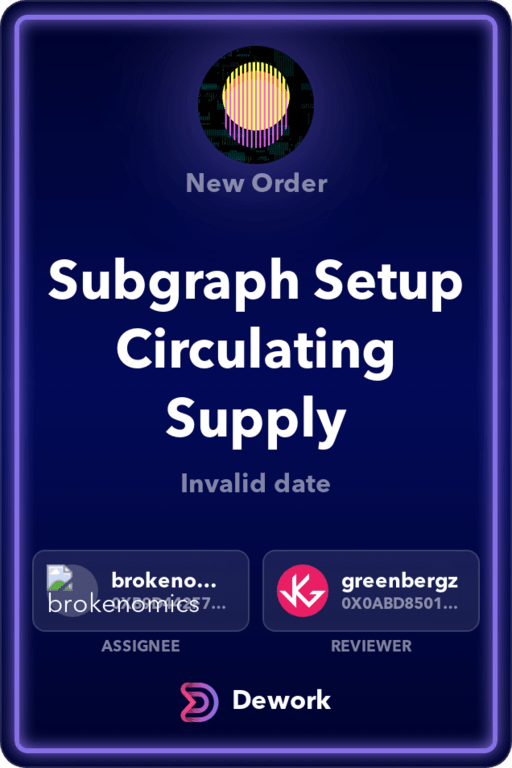 New Order
Subgraph Setup
Circulating
Supply
Invalid date
brokeno...
brokenomics
ASSIGNEE
greenbergz
0X0ABD8501...
REVIEWER
Dework